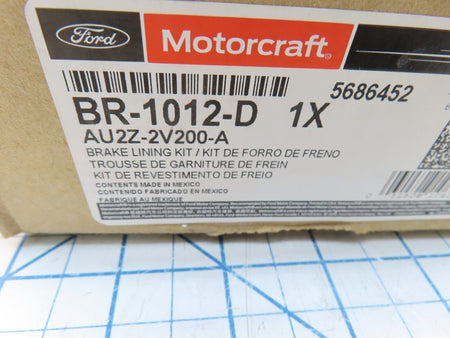 Ford
Motorcraft®
5686452
BR-1012-D 1X
AU2Z-2V200-A
BRAKE LINING KIT / KIT DE FORRO DE FRENO
TROUSSE DE GARNITURE DE FREIN
KIT DE REVESTIMENTO DE FREIO
CONTENTS MADE IN MEXICO
CONTENIDO FABRICADO EN MEXICO
FABRIQUE AU MEXIQUE